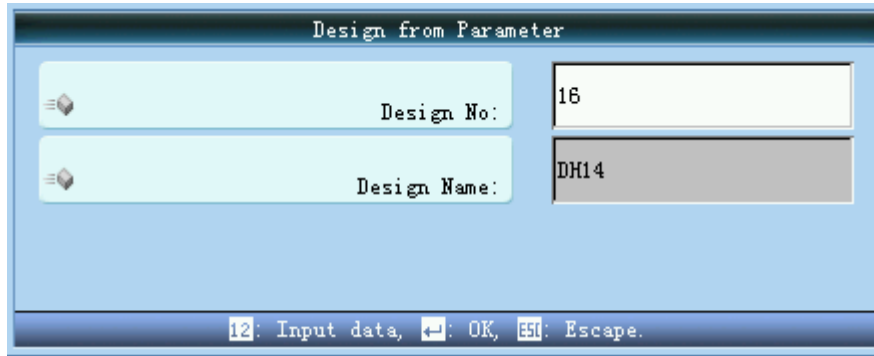 Design from Parameter
Design No: 16
Design Name: DH14
12: Input data, ↵: OK, ESC: Escape.